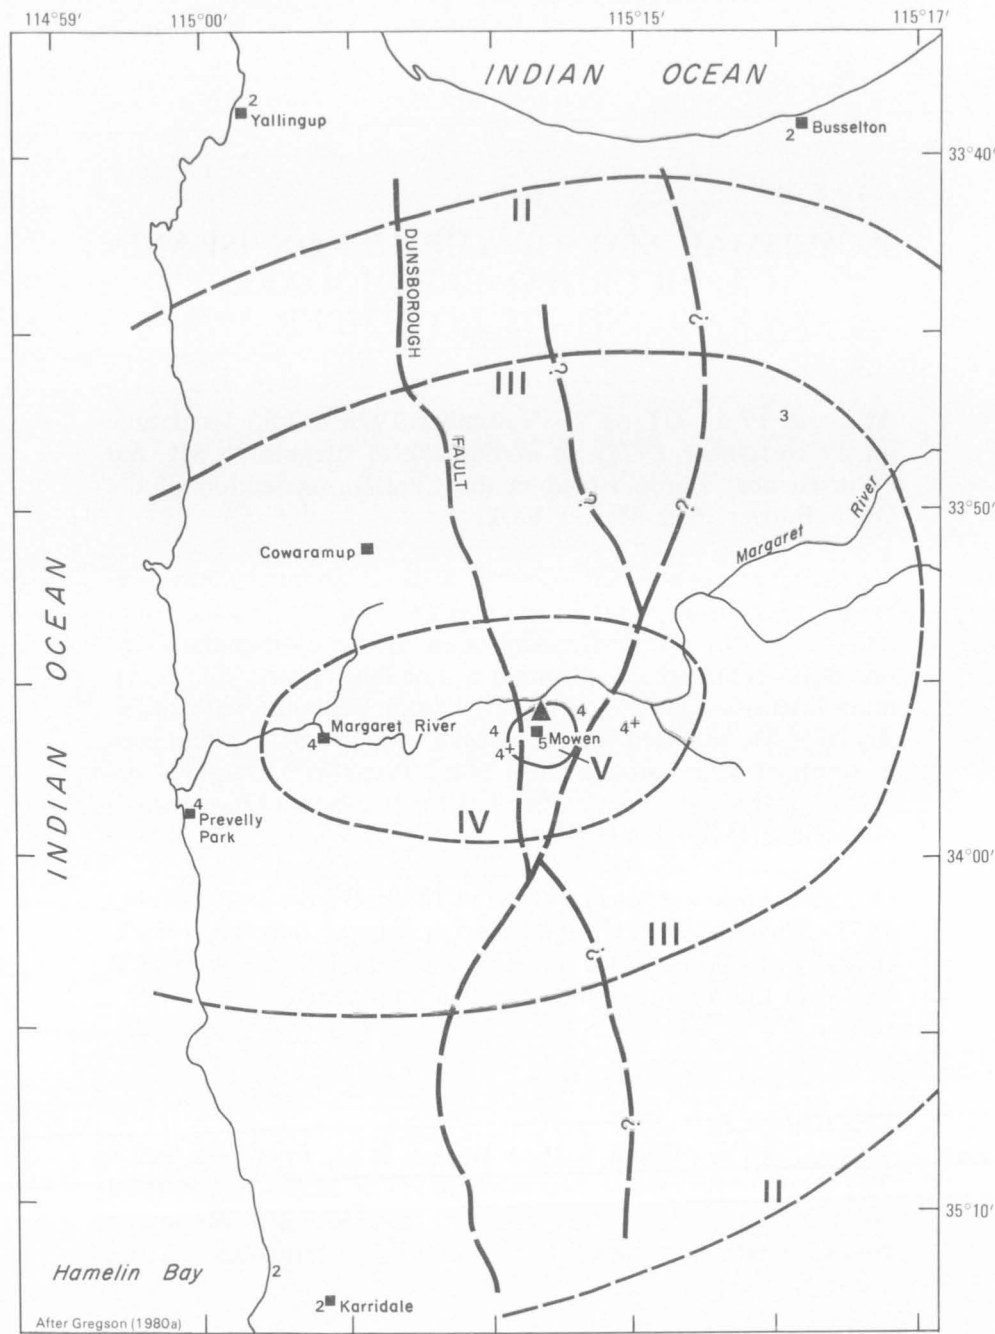 114°59'
115°00'
115°15'
115°17'
INDIAN OCEAN
2
Yallingup
2
Busselton
33°40'
II
DUNSBOROUGH
?
?
III
3
FAULT
?
?
33°50'
Margaret River
Cowaramup
INDIAN OCEAN
Margaret River
4
4
4
4+
4+
5
Mowen
V
4
Prevelly
Park
IV
34°00'
III
?
?
II
35°10'
Hamelin Bay
2
2
Karridale
After Gregson (1980a)